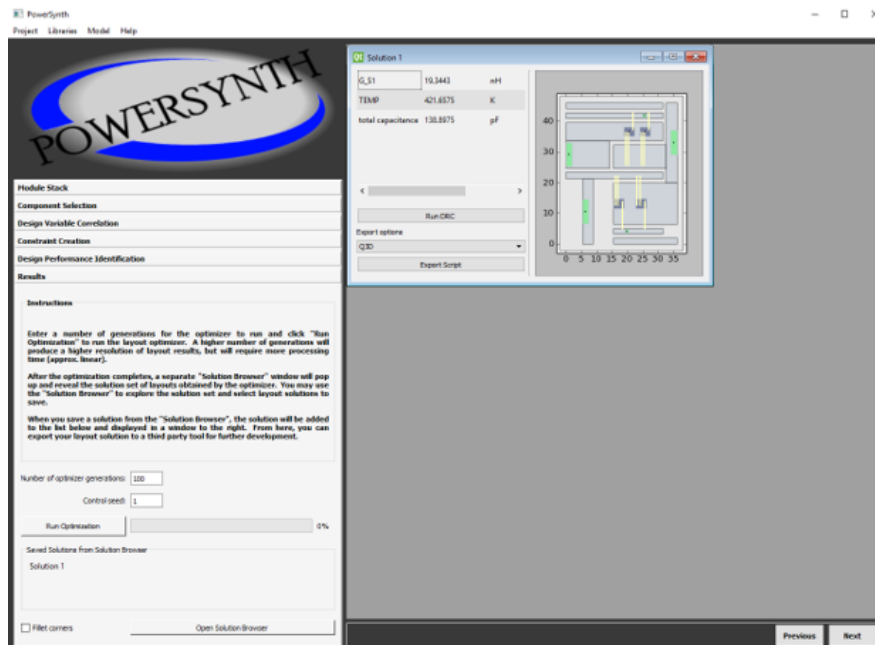 PowerSynth
Project Libraries Model Help
POWERSYNTH
Module Stack
Component Selection
Design Variable Correlation
Constraint Creation
Design Performance Identification
Results
Instructions
Enter a number of generations for the optimizer to run and click "Run
Optimization" to run the layout optimizer. A higher number of generations will
produce a higher resolution of layout results, but will require more processing
time (approx. linear).
After the optimization completes, a separate "Solution Browser" window will pop
up and reveal the solution set of layouts obtained by the optimizer. You may use
the "Solution Browser" to explore the solution set and select layout solutions to
save.
When you save a solution from the "Solution Browser", the solution will be added
to the list below and displayed in a window to the right. From here, you can
export your layout solution to a third party tool for further development.
Number of optimizer generations: 100
Control seed: 1
Run Optimization 0%
Saved Solutions from Solution Browser
Solution 1
Fillet corners Open Solution Browser
Solution 1
G_S1 19.3443 nH
TEMP 421.6575 K
total capacitance 138.8975 pF
Run DRC
Export options
Q3D
Export Script
40
30
20
10
0
0 5 10 15 20 25 30 35
Previous Next